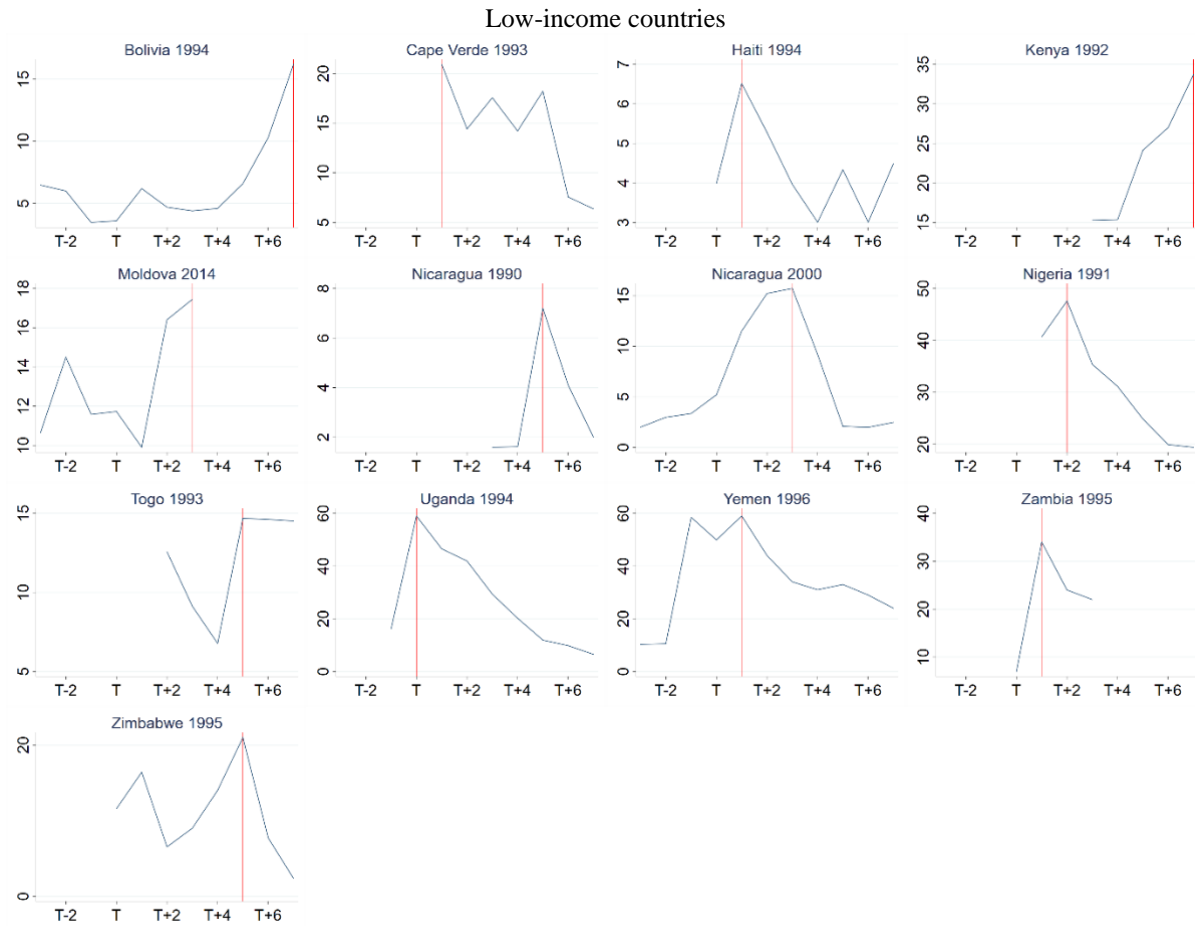 Low-income countries
Bolivia 1994
15
10
5
T-2 T T+2 T+4 T+6
Cape Verde 1993
20
15
10
5
T-2 T T+2 T+4 T+6
Haiti 1994
7
6
5
4
3
T-2 T T+2 T+4 T+6
Kenya 1992
35
30
25
20
15
T-2 T T+2 T+4 T+6
Moldova 2014
18
16
14
12
10
T-2 T T+2 T+4 T+6
Nicaragua 1990
8
6
4
2
T-2 T T+2 T+4 T+6
Nicaragua 2000
15
10
5
0
T-2 T T+2 T+4 T+6
Nigeria 1991
50
40
30
20
T-2 T T+2 T+4 T+6
Togo 1993
15
10
5
T-2 T T+2 T+4 T+6
Uganda 1994
60
40
20
0
T-2 T T+2 T+4 T+6
Yemen 1996
60
40
20
0
T-2 T T+2 T+4 T+6
Zambia 1995
40
30
20
10
T-2 T T+2 T+4 T+6
Zimbabwe 1995
20
0
T-2 T T+2 T+4 T+6